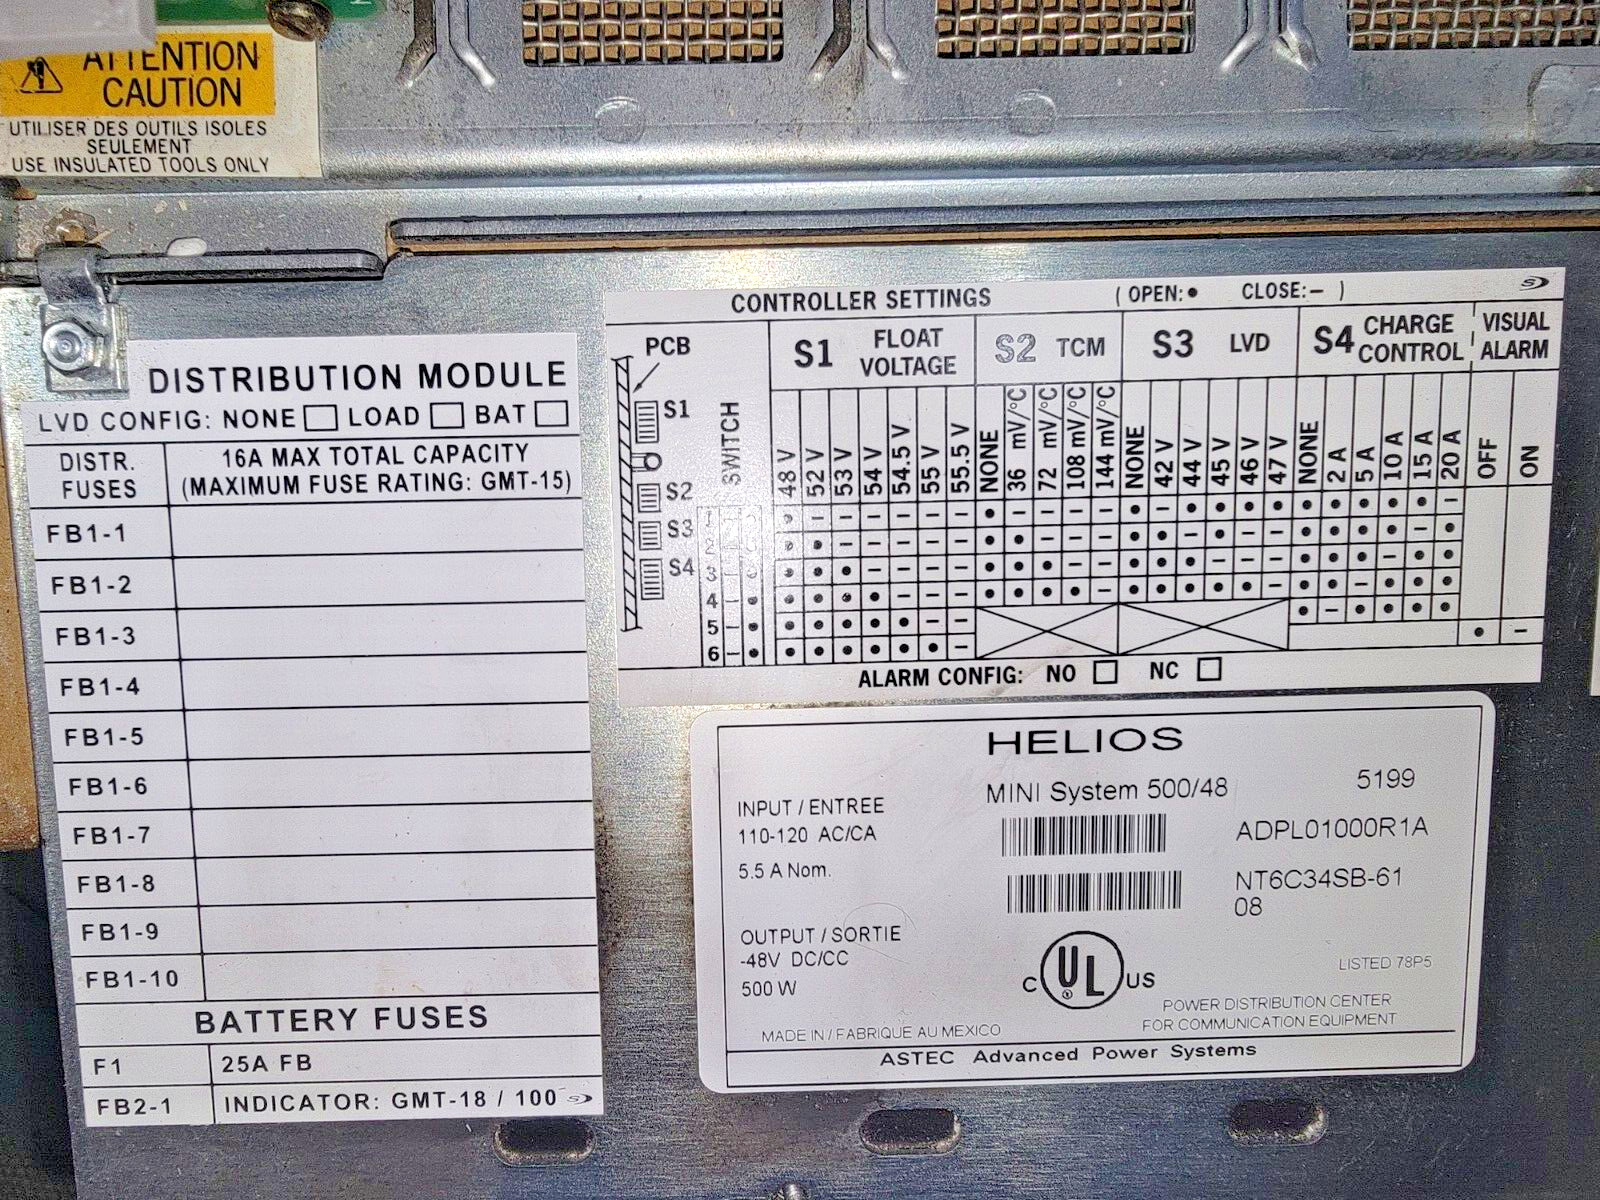 ATTENTION
CAUTION
UTILISER DES OUTILS ISOLES
SEULEMENT
USE INSULATED TOOLS ONLY
DISTRIBUTION MODULE
LVD CONFIG: NONE LOAD BAT
DISTR. FUSES
16A MAX TOTAL CAPACITY
(MAXIMUM FUSE RATING: GMT-15)
FB1-1
FB1-2
FB1-3
FB1-4
FB1-5
FB1-6
FB1-7
FB1-8
FB1-9
FB1-10
BATTERY FUSES
F1 25A FB
FB2-1 INDICATOR: GMT-18 / 100
CONTROLLER SETTINGS (OPEN:• CLOSE:–)
PCB
S1
S2
S3
S4
SWITCH
S1 FLOAT VOLTAGE
S2 TCM
S3 LVD
S4 CHARGE CONTROL
VISUAL ALARM
48 V 52 V 53 V 54 V 54.5 V 55 V 55.5 V
NONE 36 mV/°C 72 mV/°C 108 mV/°C 144 mV/°C
NONE 42 V 44 V 45 V 46 V 47 V
NONE 2 A 5 A 10 A 15 A 20 A
OFF ON
1
2
3
4
5
6
ALARM CONFIG: NO NC
HELIOS
MINI System 500/48
5199
INPUT / ENTREE
110-120 AC/CA
5.5 A Nom.
ADPL01000R1A
NT6C34SB-61
08
OUTPUT / SORTIE
-48V DC/CC
500 W
C UL US
®
LISTED 78P5
POWER DISTRIBUTION CENTER
FOR COMMUNICATION EQUIPMENT
MADE IN / FABRIQUE AU MEXICO
ASTEC Advanced Power Systems